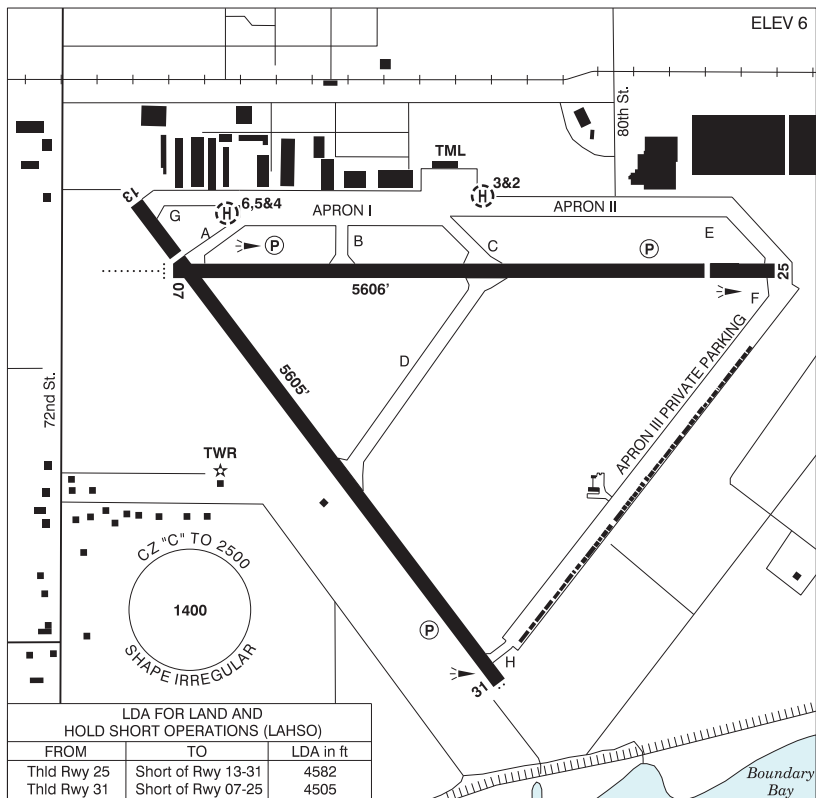 ELEV 6
80th St.
TML
3&2
H
13
6,5&4
H
G
APRON I
APRON II
A
P
B
C
P
E
07
5606'
25
F
5605'
D
72nd St.
APRON III PRIVATE PARKING
TWR
CZ "C" TO 2500
1400
SHAPE IRREGULAR
P
H
31
LDA FOR LAND AND
HOLD SHORT OPERATIONS (LAHSO)
FROM TO LDA in ft
Thld Rwy 25 Short of Rwy 13-31 4582
Thld Rwy 31 Short of Rwy 07-25 4505
Boundary
Bay